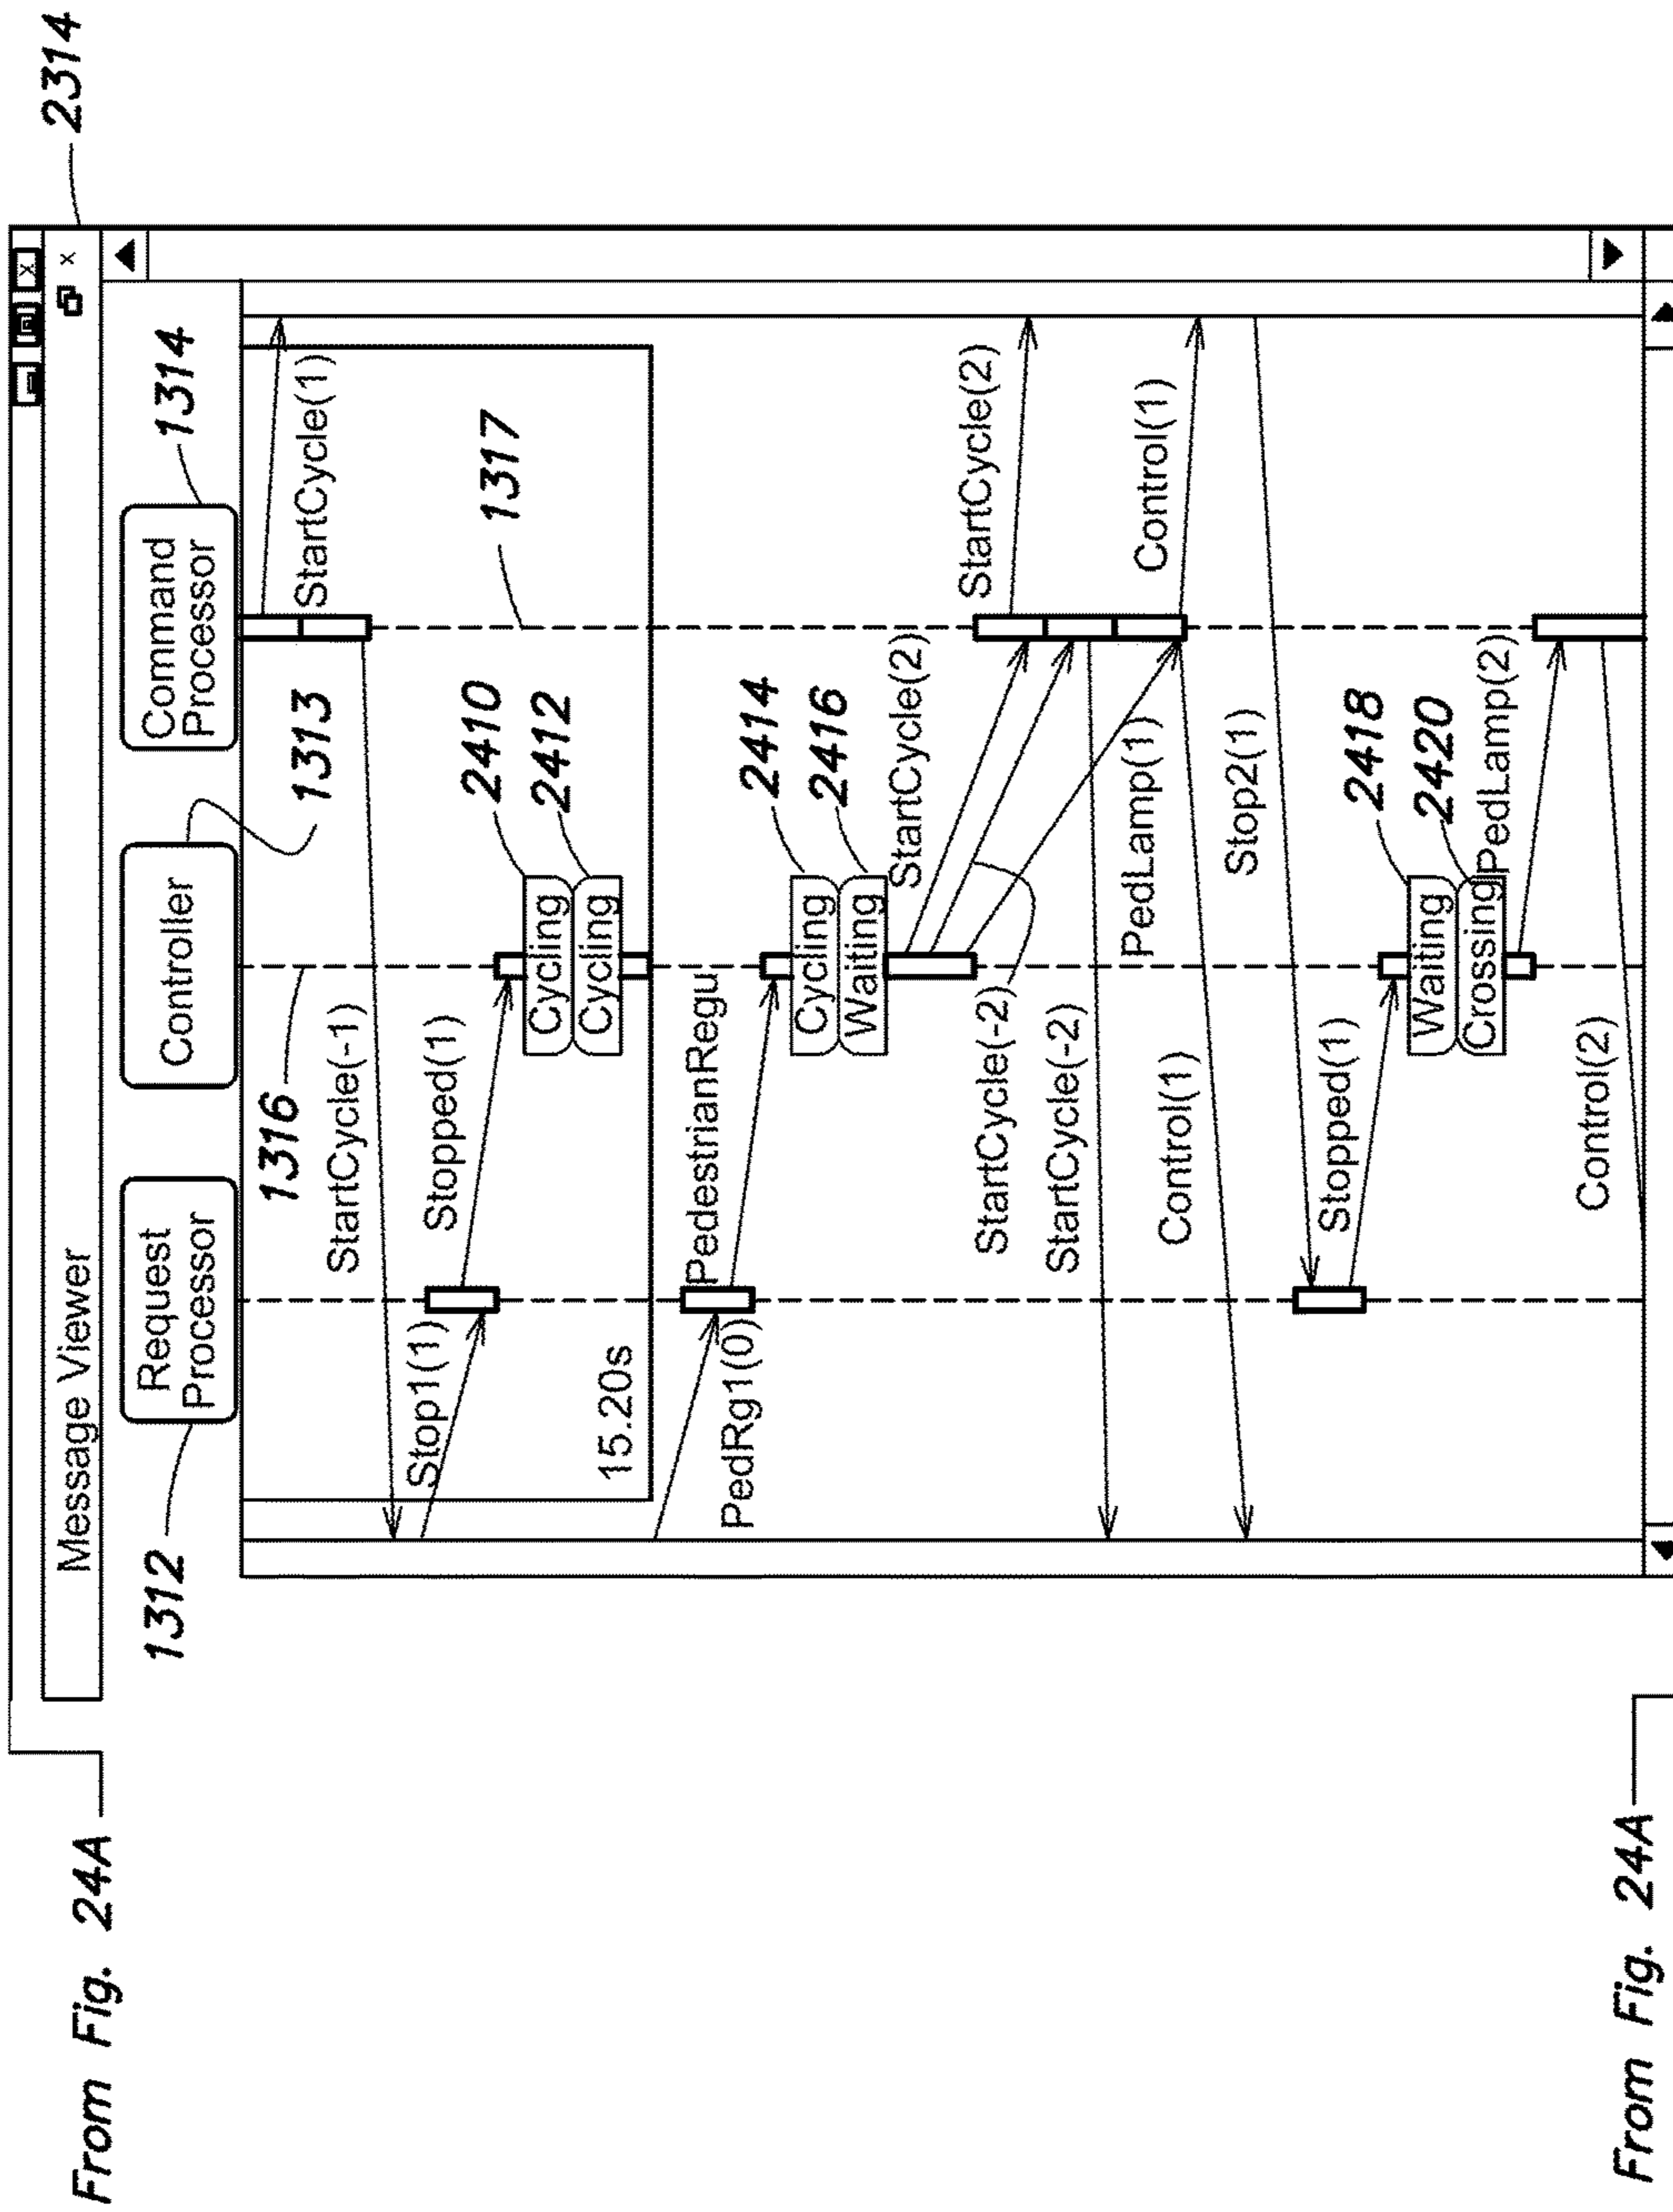 2314
From Fig. 24A
Message Viewer
1312
Request
Processor
Controller
Command
Processor
1314
1313
1316
StartCycle(1)
StartCycle(-1)
Stop1(1)
Stopped(1)
2410
1317
Cycling
2412
Cycling
15.20s
PedRg1(0)
PedestrianRegu
2414
Cycling
2416
Waiting
StartCycle(2)
StartCycle(2)
StartCycle(-2)
StartCycle(-2)
PedLamp(1)
Control(1)
Control(1)
Stop2(1)
Stopped(1)
2418
Waiting
2420
Crossing
PedLamp(2)
Control(2)
From Fig. 24A